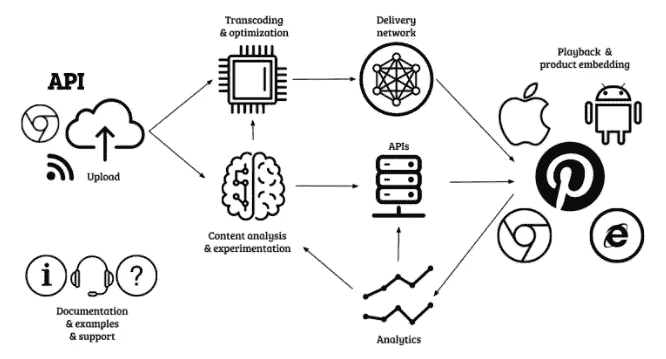 Transcoding
& optimization
Delivery
network
Playback &
product embedding
API
Upload
APIs
Content analysis
& experimentation
i
?
Documentation
& examples
& support
Analytics
e